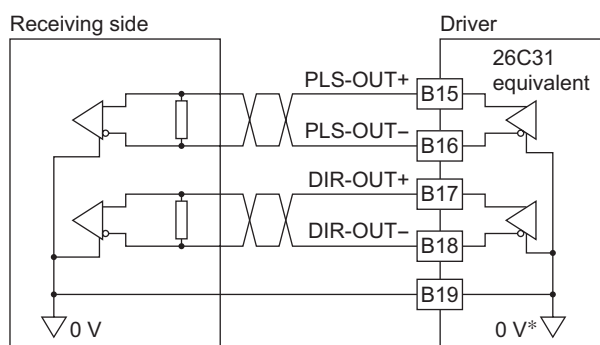 Receiving side
Driver
26C31
equivalent
PLS-OUT+
B15
PLS-OUT−
B16
DIR-OUT+
B17
DIR-OUT−
B18
B19
0 V
0 V*